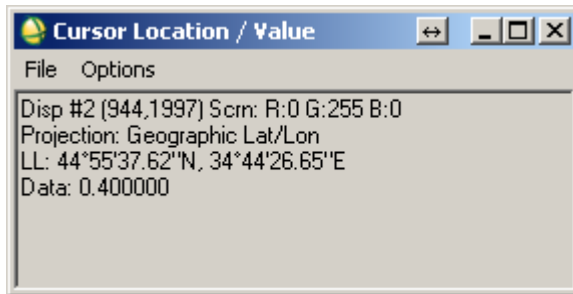 Cursor Location / Value
File Options
Disp #2 (944,1997) Scrn: R:0 G:255 B:0
Projection: Geographic Lat/Lon
LL: 44°55'37.62"N, 34°44'26.65"E
Data: 0.400000